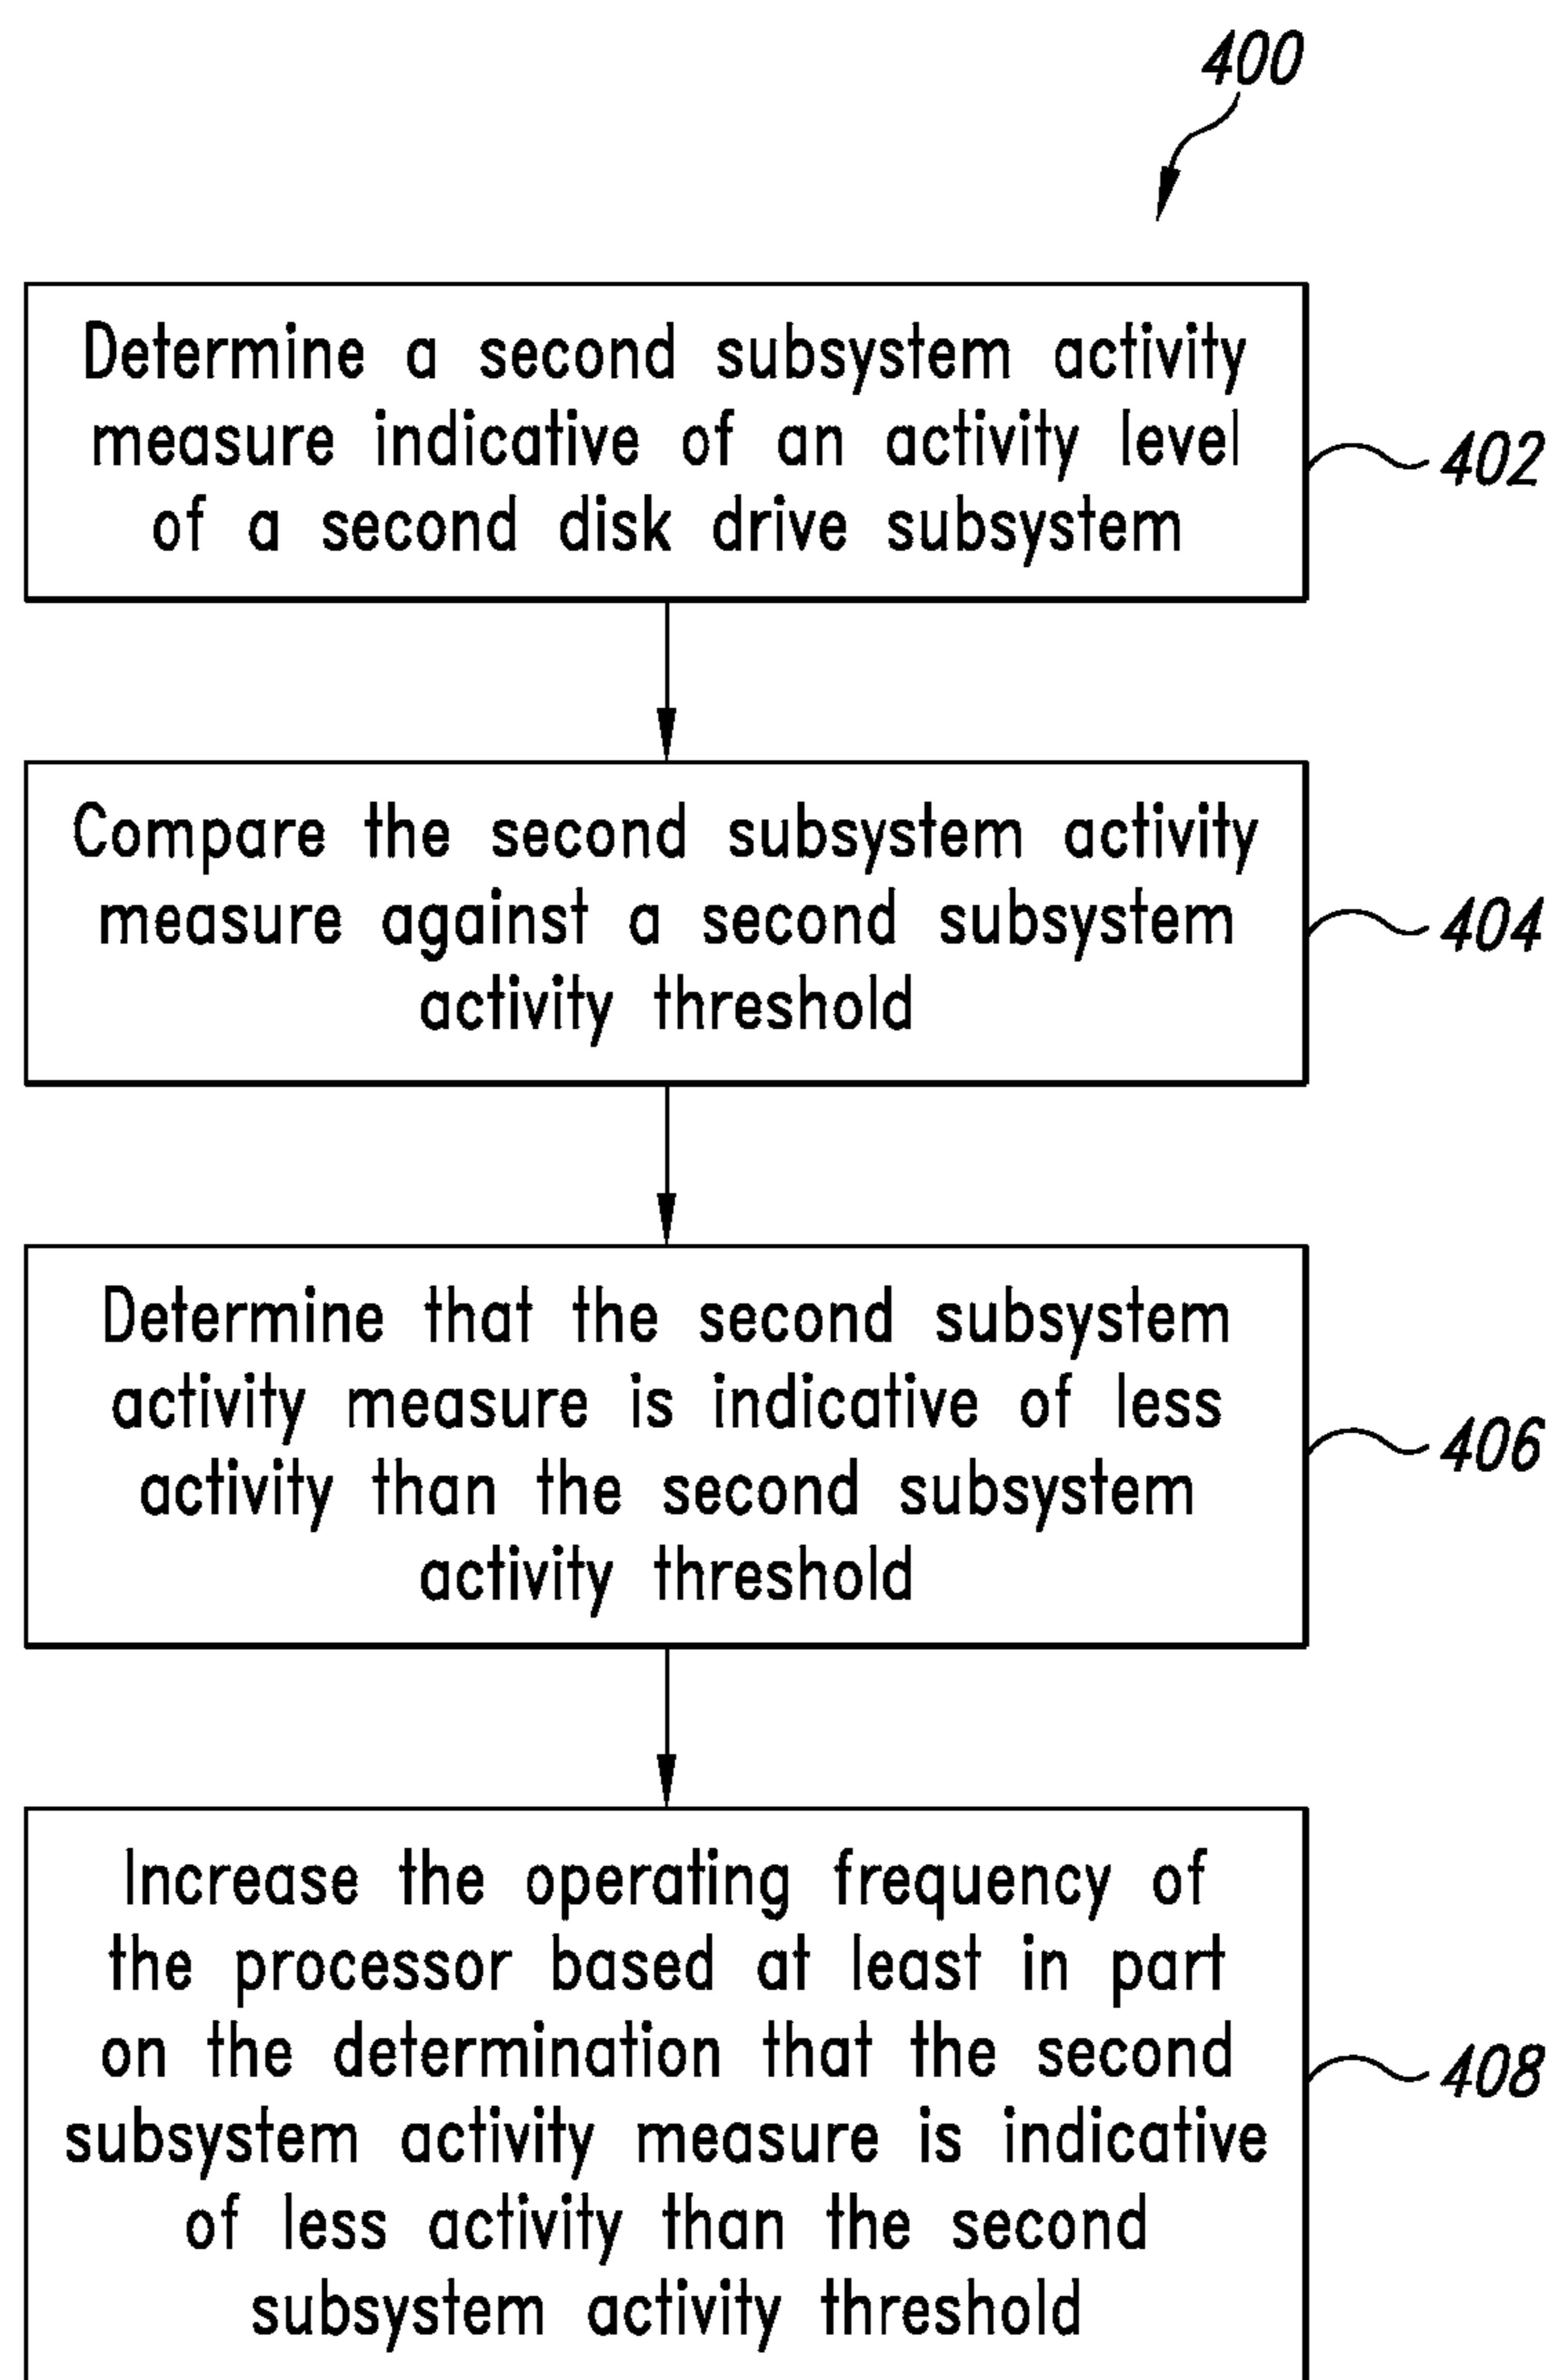 400
Determine a second subsystem activity
measure indicative of an activity level
of a second disk drive subsystem
402
Compare the second subsystem activity
measure against a second subsystem
activity threshold
404
Determine that the second subsystem
activity measure is indicative of less
activity than the second subsystem
activity threshold
406
Increase the operating frequency of
the processor based at least in part
on the determination that the second
subsystem activity measure is indicative
of less activity than the second
subsystem activity threshold
408